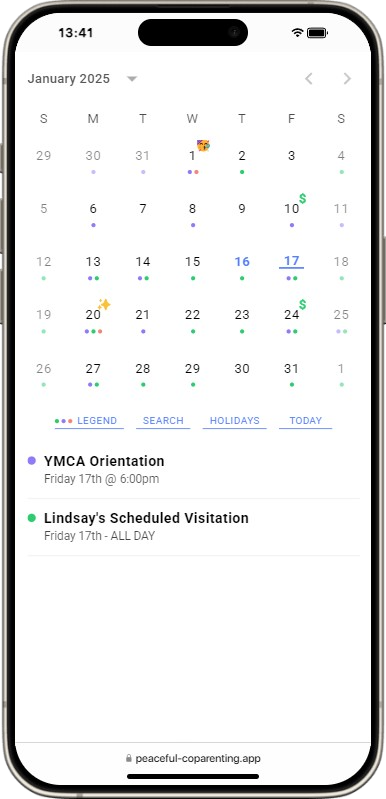 13:41
January 2025
S M T W T F S
29 30 31 1 2 3 4
5 6 7 8 9 10 $ 11
12 13 14 15 16 17 18
19 20 21 22 23 24 $ 25
26 27 28 29 30 31 1
LEGEND SEARCH HOLIDAYS TODAY
YMCA Orientation
Friday 17th @ 6:00pm
Lindsay's Scheduled Visitation
Friday 17th - ALL DAY
peaceful-coparenting.app